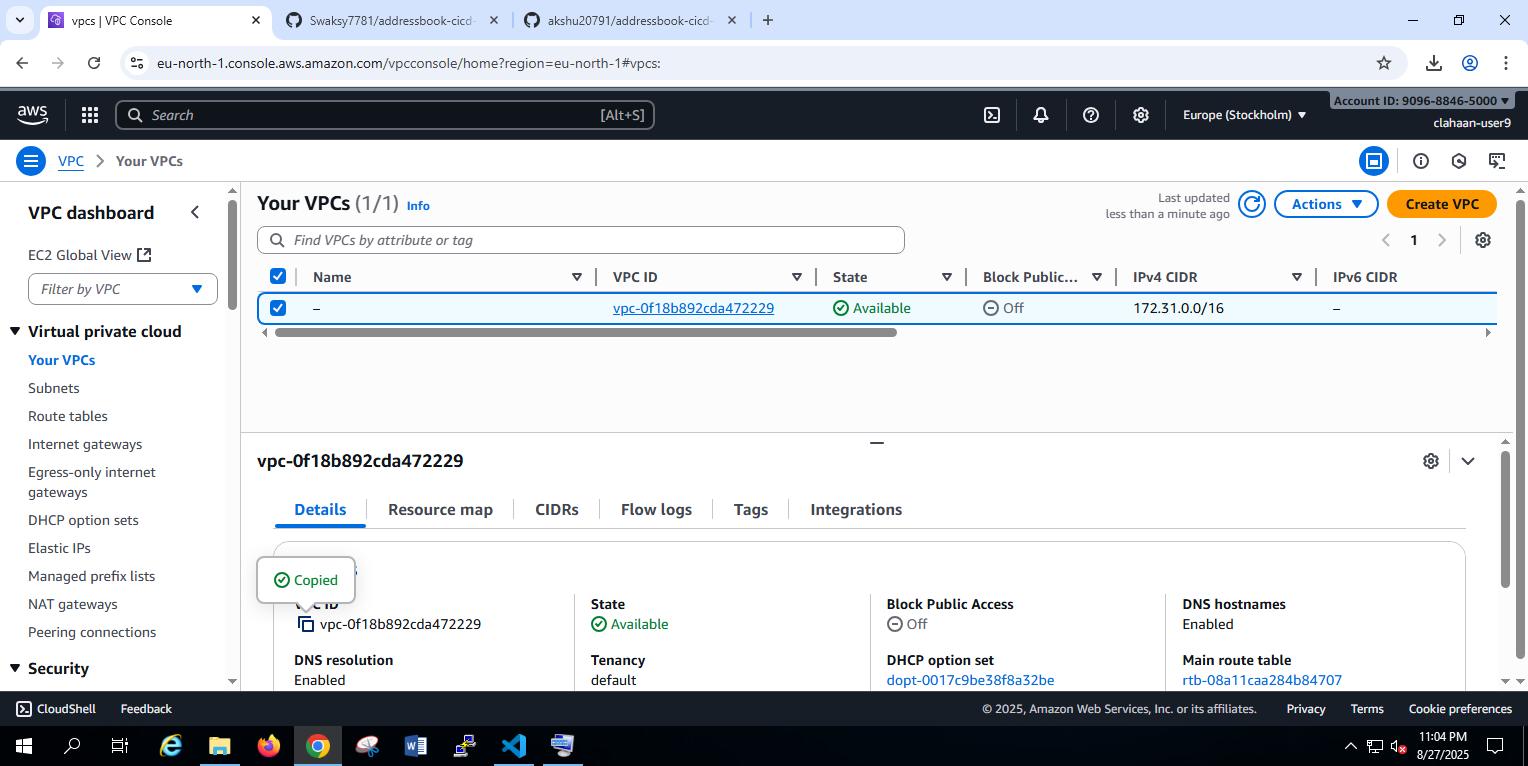 vpcs | VPC Console
Swaksy7781/addressbook-cicd-
akshu20791/addressbook-cicd-
eu-north-1.console.aws.amazon.com/vpcconsole/home?region=eu-north-1#vpcs:
aws
Search
[Alt+S]
Europe (Stockholm)
Account ID: 9096-8846-5000
clahaan-user9
VPC
Your VPCs
VPC dashboard
EC2 Global View
Filter by VPC
Virtual private cloud
Your VPCs
Subnets
Route tables
Internet gateways
Egress-only internet
gateways
DHCP option sets
Elastic IPs
Managed prefix lists
NAT gateways
Peering connections
Security
Your VPCs (1/1) Info
Last updated
less than a minute ago
Actions
Create VPC
Find VPCs by attribute or tag
1
Name VPC ID State Block Public... IPv4 CIDR IPv6 CIDR
– vpc-0f18b892cda472229 Available Off 172.31.0.0/16 –
vpc-0f18b892cda472229
Details Resource map CIDRs Flow logs Tags Integrations
Copied
VPC ID
vpc-0f18b892cda472229
State
Available
Block Public Access
Off
DNS hostnames
Enabled
DNS resolution
Enabled
Tenancy
default
DHCP option set
dopt-0017c9be38f8a32be
Main route table
rtb-08a11caa284b84707
CloudShell Feedback
© 2025, Amazon Web Services, Inc. or its affiliates. Privacy Terms Cookie preferences
11:04 PM
8/27/2025